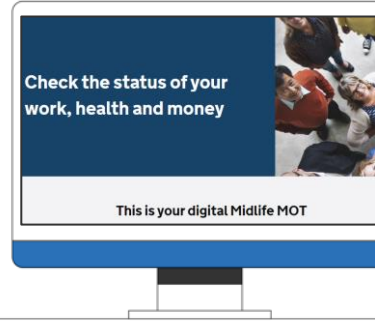 Check the status of your
work, health and money
This is your digital Midlife MOT